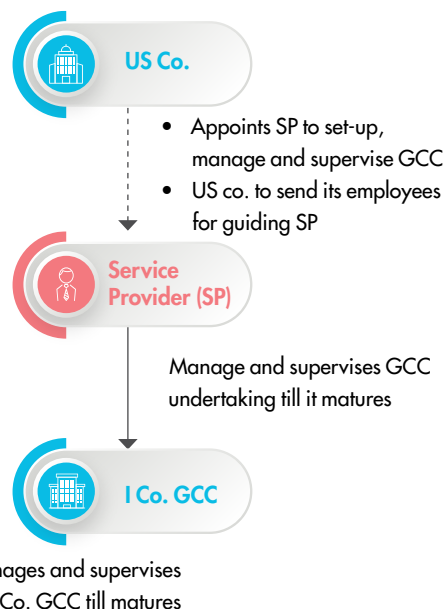 US Co.
• Appoints SP to set-up,
manage and supervise GCC
• US co. to send its employees
for guiding SP
Service
Provider (SP)
Manage and supervises GCC
undertaking till it matures
I Co. GCC
and supervises
Co. GCC till matures